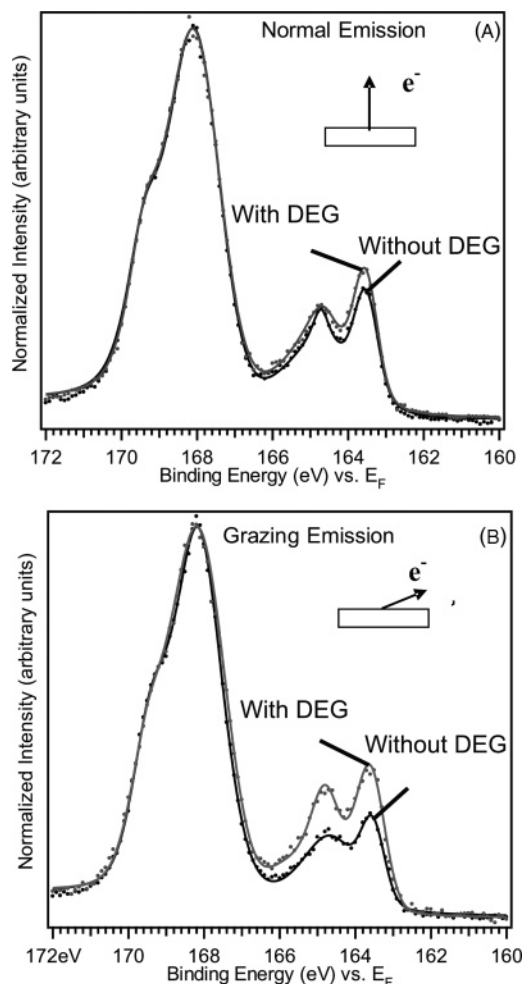 Normal Emission (A)
e-
With DEG
Without DEG
Normalized Intensity (arbitrary units)
172 170 168 166 164 162 160
Binding Energy (eV) vs. EF
Grazing Emission (B)
e-
,
With DEG
Without DEG
Normalized Intensity (arbitrary units)
172eV 170 168 166 164 162 160
Binding Energy (eV) vs. EF